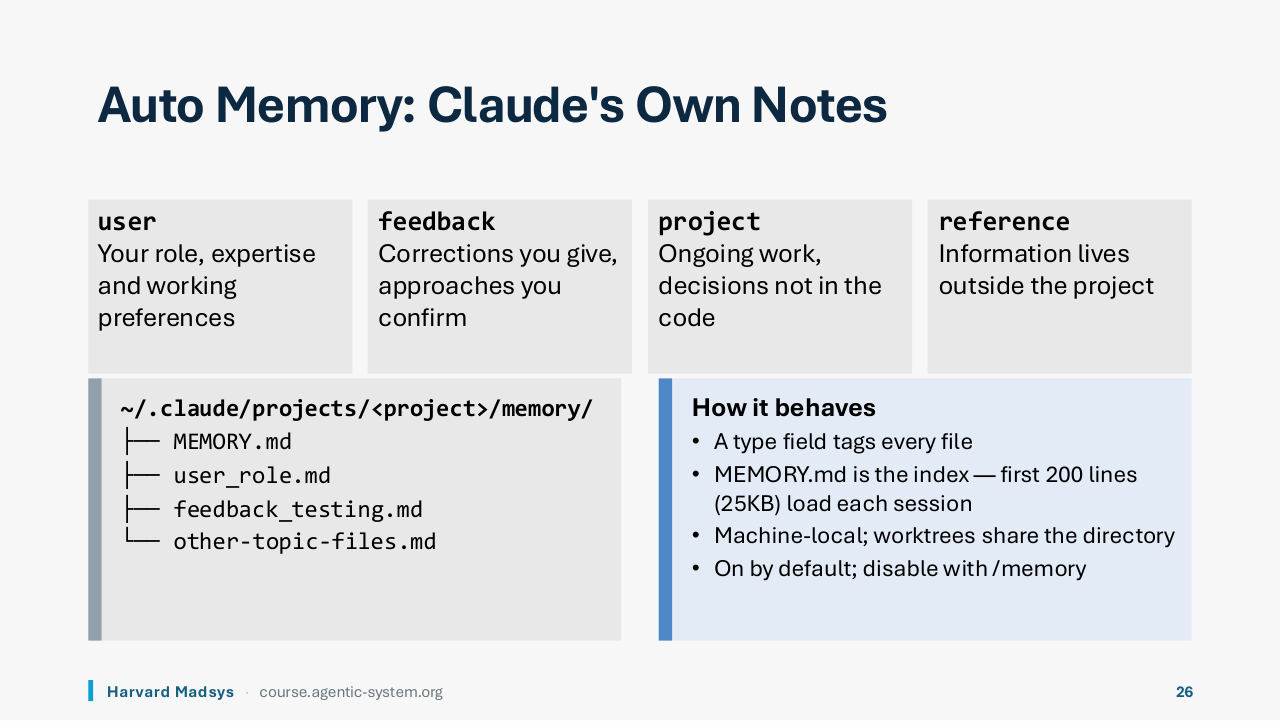 Auto Memory: Claude's Own Notes
user
Your role, expertise
and working
preferences
feedback
Corrections you give,
approaches you
confirm
project
Ongoing work,
decisions not in the
code
reference
Information lives
outside the project
~/.claude/projects/<project>/memory/
├── MEMORY.md
├── user_role.md
├── feedback_testing.md
└── other-topic-files.md
How it behaves
• A type field tags every file
• MEMORY.md is the index — first 200 lines
(25KB) load each session
• Machine-local; worktrees share the directory
• On by default; disable with /memory
Harvard Madsys · course.agentic-system.org
26